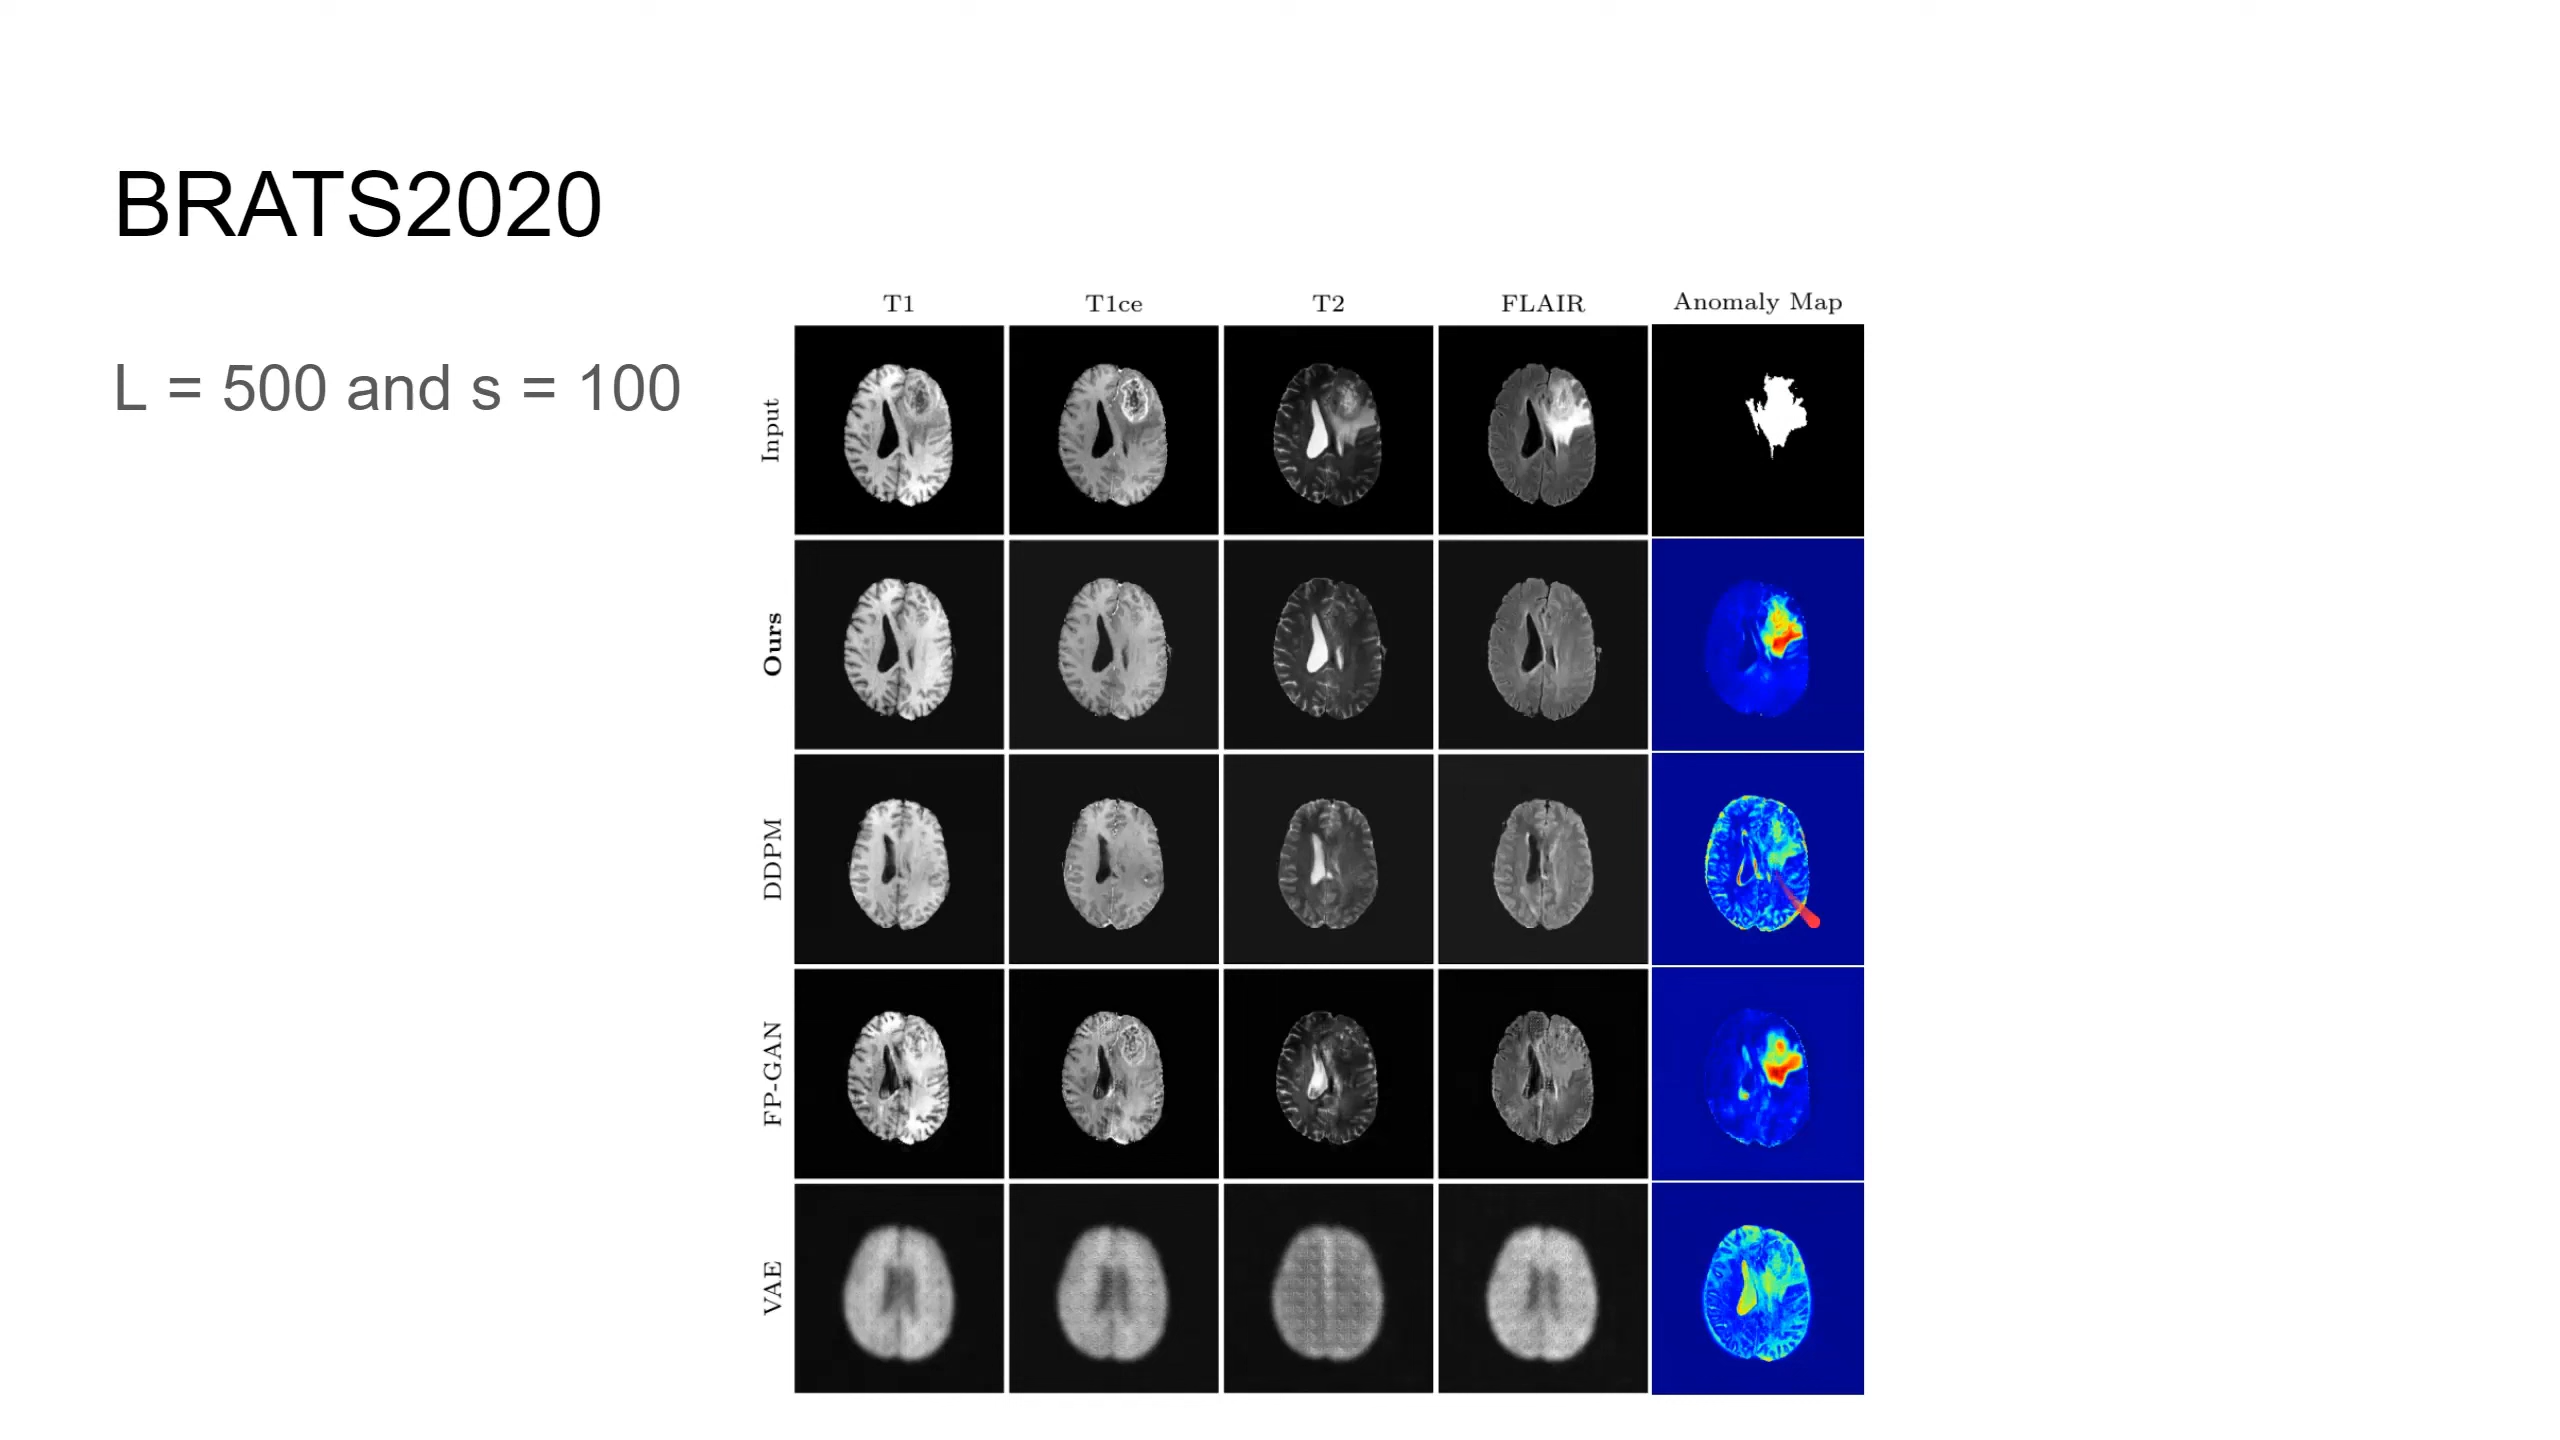 BRATS2020
L = 500 and s = 100
T1 T1ce T2 FLAIR Anomaly Map
Input
Ours
DDPM
FP-GAN
VAE